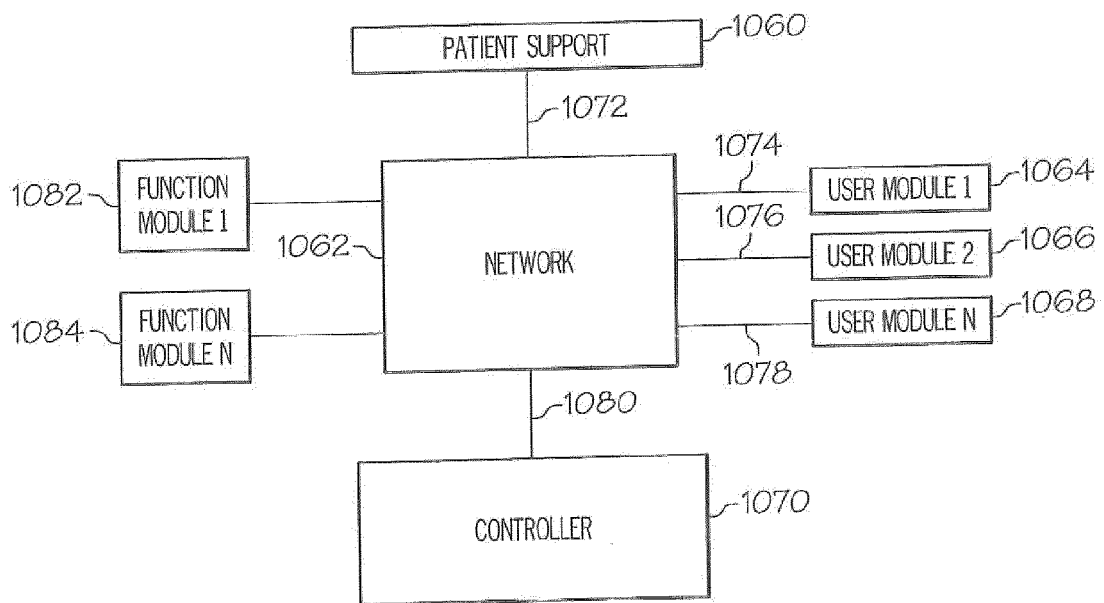 PATIENT SUPPORT
1060
1072
1082
FUNCTION
MODULE 1
1062
NETWORK
1074
USER MODULE 1
1064
1076
USER MODULE 2
1066
1084
FUNCTION
MODULE N
USER MODULE N
1068
1078
1080
CONTROLLER
1070